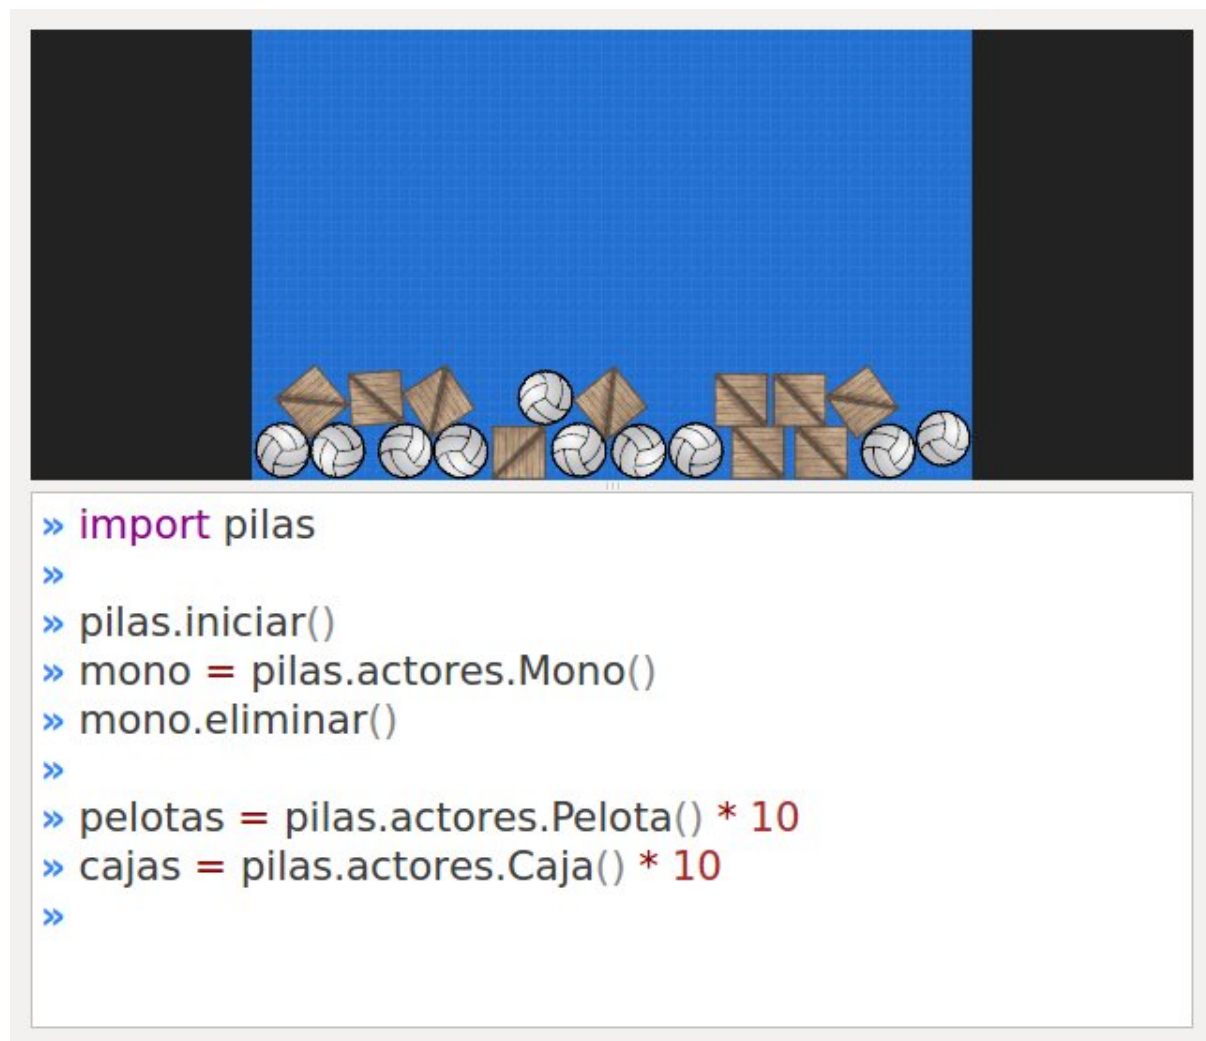 » import pilas
»
» pilas.iniciar()
» mono = pilas.actores.Mono()
» mono.eliminar()
»
» pelotas = pilas.actores.Pelota() * 10
» cajas = pilas.actores.Caja() * 10
»